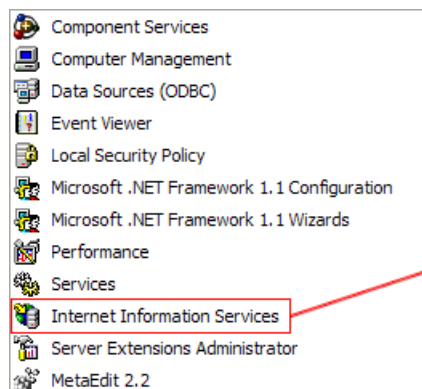 Component Services
Computer Management
Data Sources (ODBC)
Event Viewer
Local Security Policy
Microsoft .NET Framework 1.1 Configuration
Microsoft .NET Framework 1.1 Wizards
Performance
Services
Internet Information Services
Server Extensions Administrator
MetaEdit 2.2